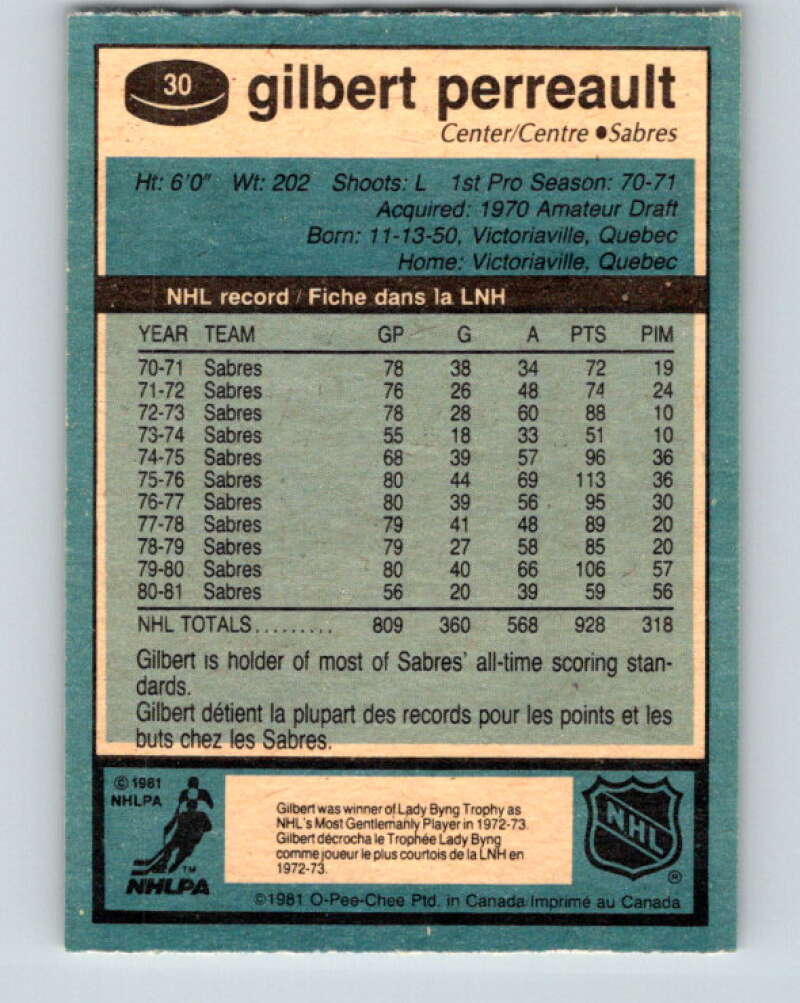 30 gilbert perreault
Center/Centre ●Sabres
Ht: 6'0" Wt: 202 Shoots: L 1st Pro Season: 70-71
Acquired: 1970 Amateur Draft
Born: 11-13-50, Victoriaville, Quebec
Home: Victoriaville, Quebec
NHL record / Fiche dans la LNH
YEAR TEAM GP G A PTS PIM
70-71 Sabres 78 38 34 72 19
71-72 Sabres 76 26 48 74 24
72-73 Sabres 78 28 60 88 10
73-74 Sabres 55 18 33 51 10
74-75 Sabres 68 39 57 96 36
75-76 Sabres 80 44 69 113 36
76-77 Sabres 80 39 56 95 30
77-78 Sabres 79 41 48 89 20
78-79 Sabres 79 27 58 85 20
79-80 Sabres 80 40 66 106 57
80-81 Sabres 56 20 39 59 56
NHL TOTALS......... 809 360 568 928 318
Gilbert is holder of most of Sabres' all-time scoring stan-
dards.
Gilbert détient la plupart des records pour les points et les
buts chez les Sabres.
© 1981
NHLPA
TM
NHLPA
Gilbert was winner of Lady Byng Trophy as
NHL's Most Gentlemanly Player in 1972-73.
Gilbert décrocha le Trophée Lady Byng
comme joueur le plus courtois de la LNH en
1972-73.
NHL
®
©1981 O-Pee-Chee Ptd. in Canada/Imprimé au Canada